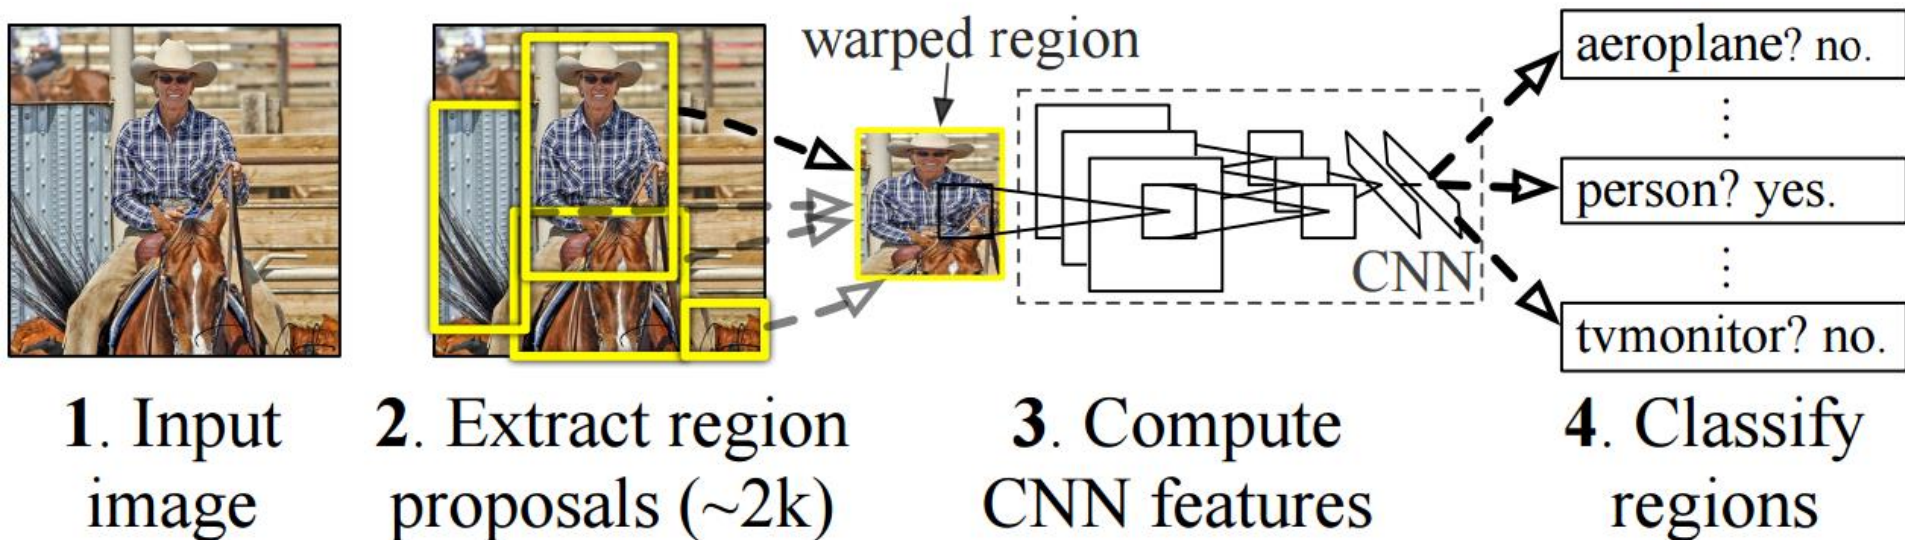 warped region
aeroplane? no.
person? yes.
CNN
tvmonitor? no.
1. Input
image
2. Extract region
proposals (~2k)
3. Compute
CNN features
4. Classify
regions